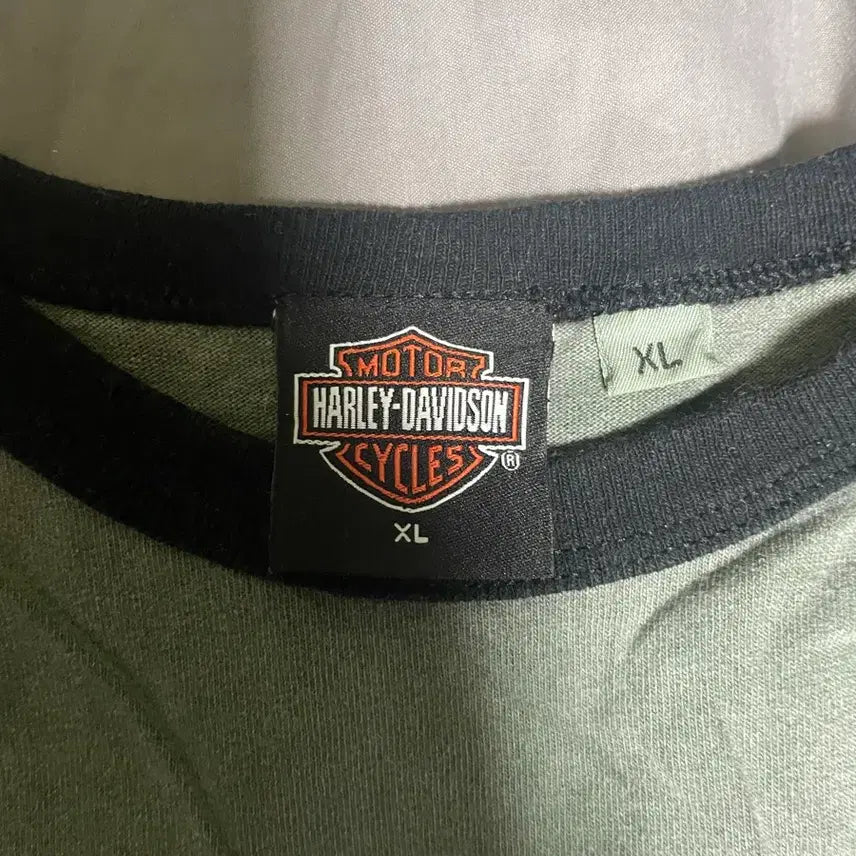 MOTOR
HARLEY-DAVIDSON
CYCLES
®
XL
XL